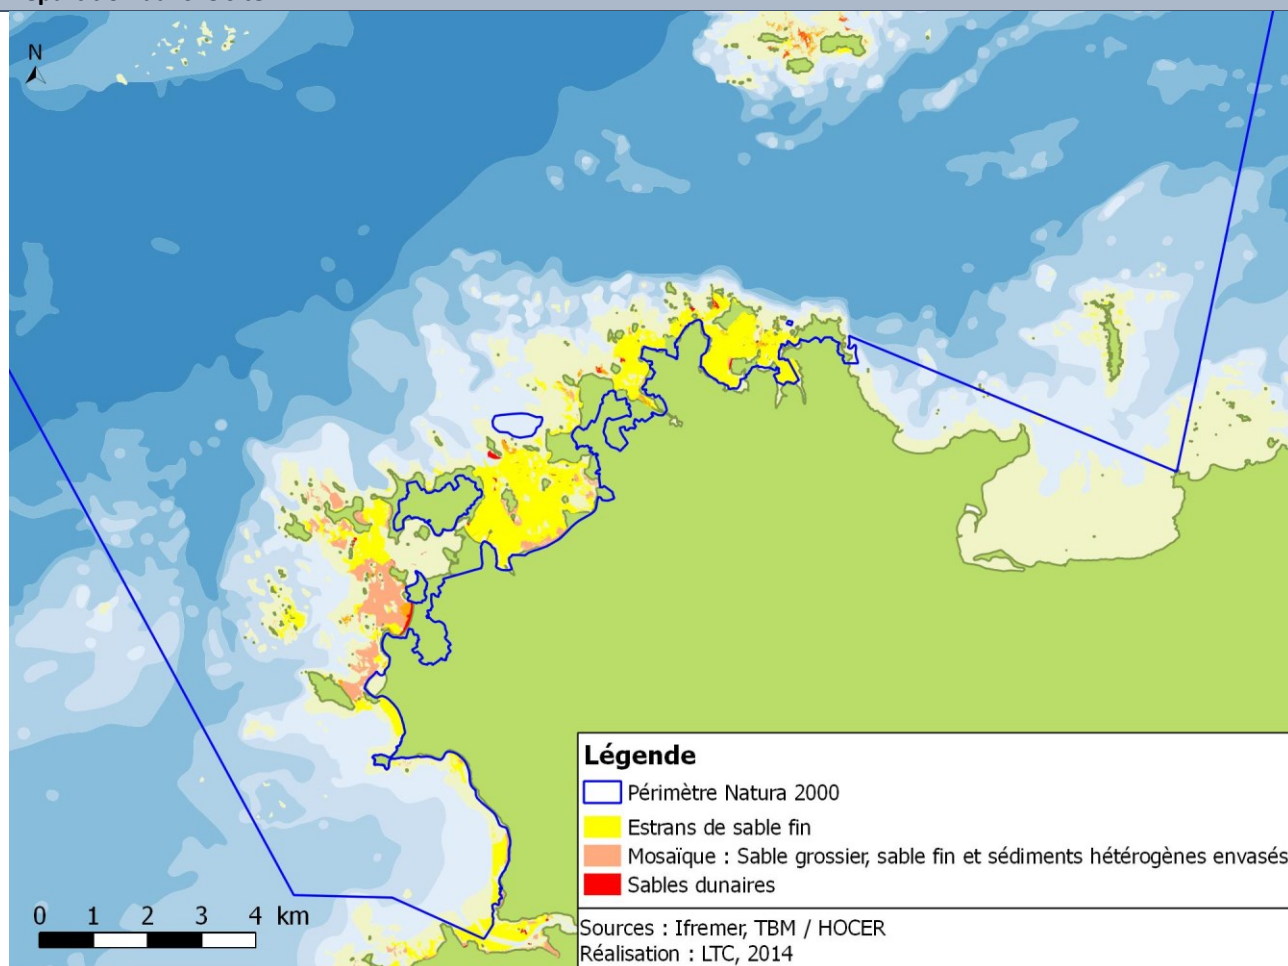 N
Légende
Périmètre Natura 2000
Estrans de sable fin
Mosaïque : Sable grossier, sable fin et sédiments hétérogènes envasés
Sables dunaires
0 1 2 3 4 km
Sources : Ifremer, TBM / HOCER
Réalisation : LTC, 2014